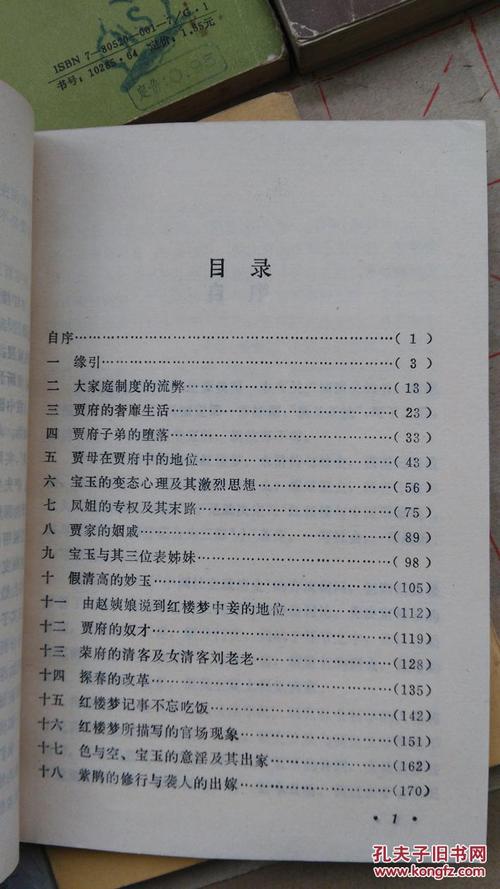 ISBN 7-80520-001-7/G·1
书号：10285·64 定价：1.55元
目录
自序……………………………………………( 1 )
一 缘引……………………………………………( 3 )
二 大家庭制度的流弊……………………………( 13 )
三 贾府的奢靡生活………………………………( 23 )
四 贾府子弟的堕落………………………………( 33 )
五 贾母在贾府中的地位…………………………( 43 )
六 宝玉的变态心理及其激烈思想………………( 56 )
七 凤姐的专权及其末路…………………………( 75 )
八 贾家的姻戚……………………………………( 89 )
九 宝玉与其三位表姊妹…………………………( 98 )
十 假清高的妙玉…………………………………(105)
十一 由赵姨娘说到红楼梦中妾的地位…………(112)
十二 贾府的奴才…………………………………(119)
十三 荣府的清客及女清客刘老老………………(128)
十四 探春的改革…………………………………(135)
十五 红楼梦记事不忘吃饭………………………(142)
十六 红楼梦所描写的官场现象…………………(151)
十七 色与空、宝玉的意淫及其出家……………(162)
十八 紫鹃的修行与袭人的出嫁…………………(170)
· 1 ·
孔夫子旧书网
www.kongfz.com